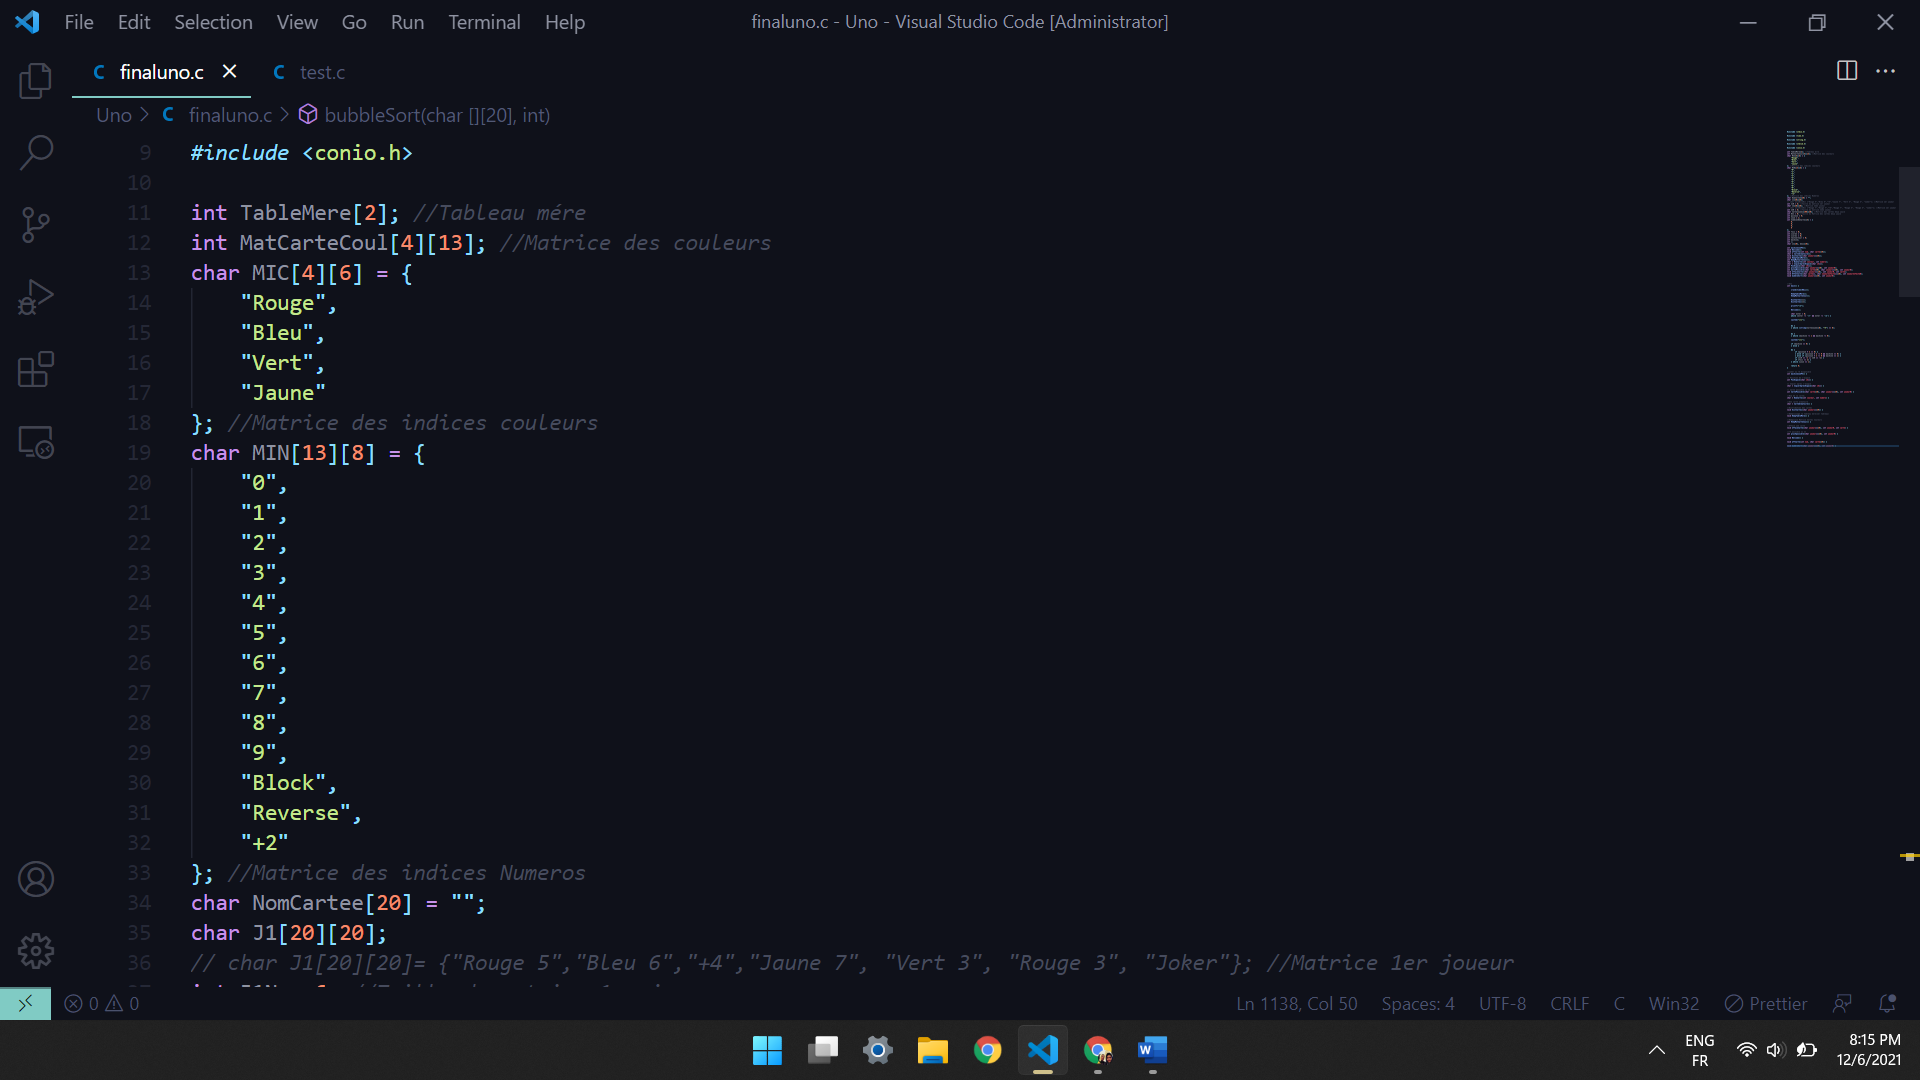 File Edit Selection View Go Run Terminal Help finaluno.c - Uno - Visual Studio Code [Administrator]
C finaluno.c C test.c
Uno > C finaluno.c > bubbleSort(char [][20], int)
9 #include <conio.h>
10
11 int TableMere[2]; //Tableau mére
12 int MatCarteCoul[4][13]; //Matrice des couleurs
13 char MIC[4][6] = {
14 "Rouge",
15 "Bleu",
16 "Vert",
17 "Jaune"
18 }; //Matrice des indices couleurs
19 char MIN[13][8] = {
20 "0",
21 "1",
22 "2",
23 "3",
24 "4",
25 "5",
26 "6",
27 "7",
28 "8",
29 "9",
30 "Block",
31 "Reverse",
32 "+2"
33 }; //Matrice des indices Numeros
34 char NomCartee[20] = "";
35 char J1[20][20];
36 // char J1[20][20]= {"Rouge 5","Bleu 6","+4","Jaune 7", "Vert 3", "Rouge 3", "Joker"}; //Matrice 1er joueur
0 0 Ln 1138, Col 50 Spaces: 4 UTF-8 CRLF C Win32 Prettier
ENG
FR
8:15 PM
12/6/2021